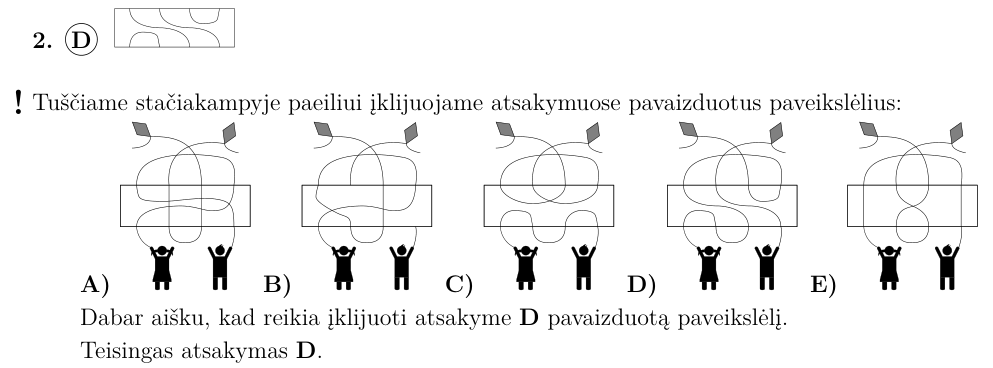 2. D
! Tuščiame stačiakampyje paeiliui įklijuojame atsakymuose pavaizduotus paveikslėlius:
A) B) C) D) E)
Dabar aišku, kad reikia įklijuoti atsakyme D pavaizduotą paveikslėlį.
Teisingas atsakymas D.